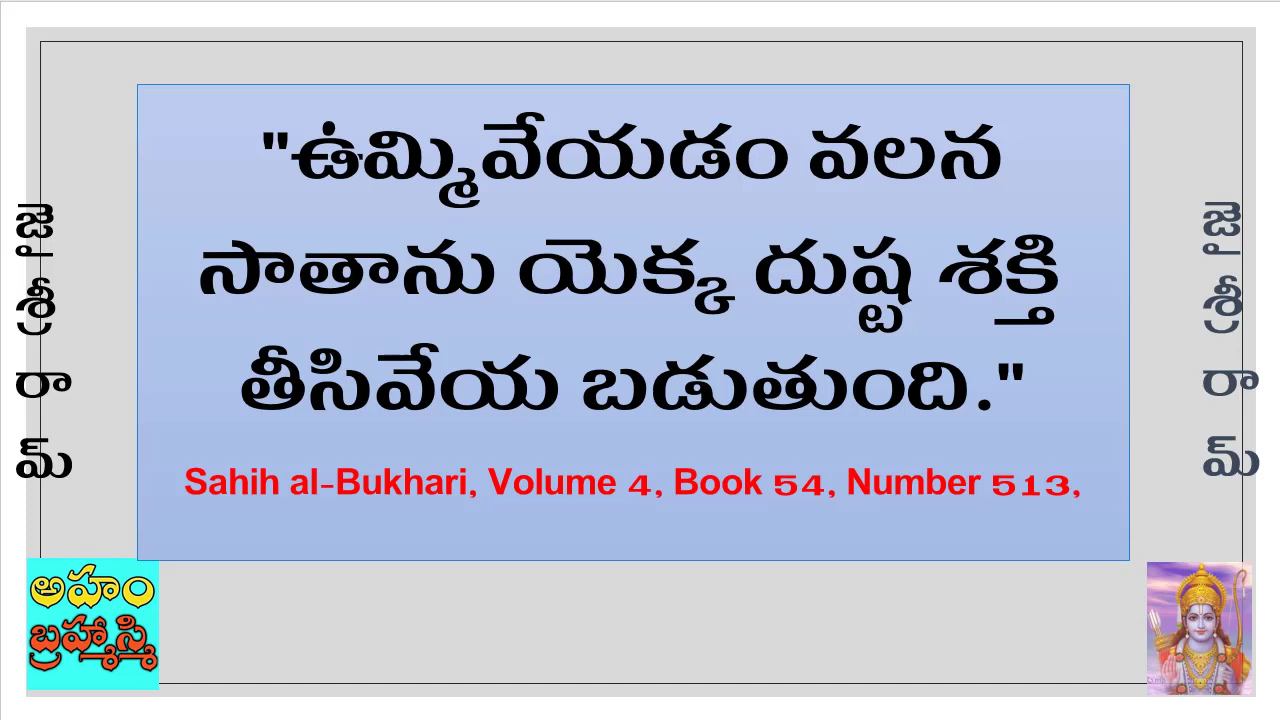 "ఉమ్మివేయడం వలన
సాతాను యెక్క దుష్ట శక్తి
తీసివేయ బడుతుంది."
Sahih al-Bukhari, Volume 4, Book 54, Number 513,
జై
శ్రీ
రా
మ్
జై
శ్రీ
రా
మ్
అహం
బ్రహ్మాస్మి